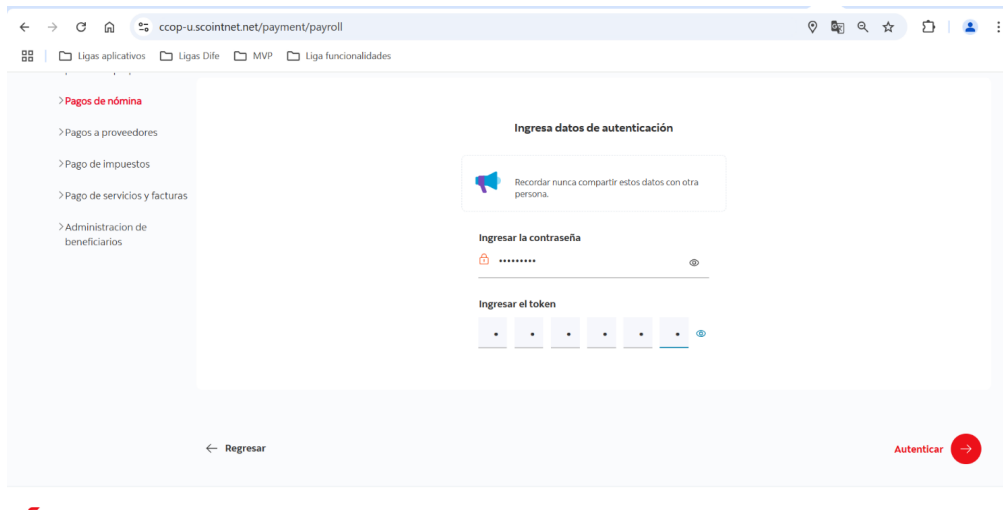 ccop-u.scointnet.net/payment/payroll
Ligas aplicativos Ligas Dife MVP Liga funcionalidades
Pagos de nómina
Pagos a proveedores
Pago de impuestos
Pago de servicios y facturas
Administracion de
beneficiarios
Ingresa datos de autenticación
Recordar nunca compartir estos datos con otra
persona.
Ingresar la contraseña
Ingresar el token
Regresar
Autenticar